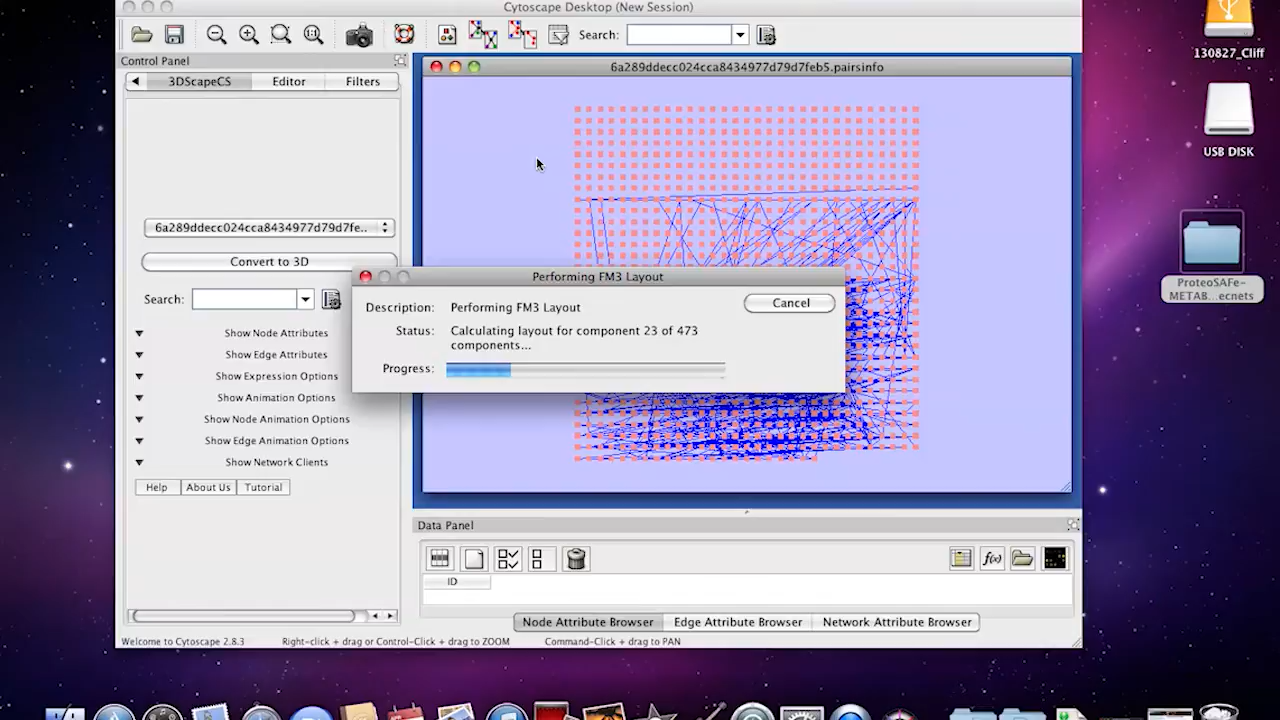 Cytoscape Desktop (New Session)
Search:
130827_Cliff
USB DISK
ProteoSAFe-
METAB...ecnets
Control Panel
3DScapeCS
Editor
Filters
6a289ddecc024cca8434977d79d7feb5.pairsinfo
6a289ddecc024cca8434977d79d7fe..
Convert to 3D
Search:
Show Node Attributes
Show Edge Attributes
Show Expression Options
Show Animation Options
Show Node Animation Options
Show Edge Animation Options
Show Network Clients
Help
About Us
Tutorial
Performing FM3 Layout
Description: Performing FM3 Layout
Cancel
Status: Calculating layout for component 23 of 473
components...
Progress:
Data Panel
f(x)
ID
Node Attribute Browser
Edge Attribute Browser
Network Attribute Browser
Welcome to Cytoscape 2.8.3
Right-click + drag or Control-Click + drag to ZOOM
Command-Click + drag to PAN